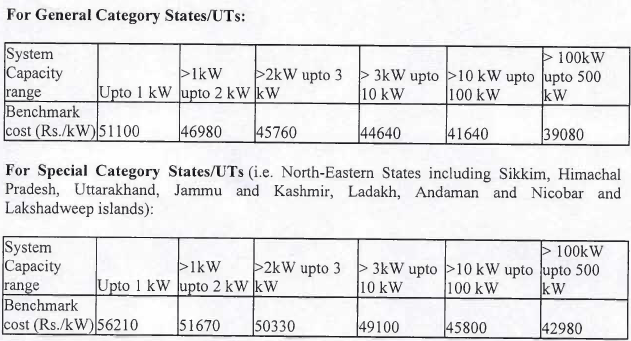 For General Category States/UTs:
System Capacity range | Upto 1 kW | >1kW upto 2 kW | >2kW upto 3 kW | > 3kW upto 10 kW | >10 kW upto 100 kW | > 100kW upto 500 kW
Benchmark cost (Rs./kW) | 51100 | 46980 | 45760 | 44640 | 41640 | 39080
For Special Category States/UTs (i.e. North-Eastern States including Sikkim, Himachal
Pradesh, Uttarakhand, Jammu and Kashmir, Ladakh, Andaman and Nicobar and
Lakshadweep islands):
System Capacity range | Upto 1 kW | >1kW upto 2 kW | >2kW upto 3 kW | > 3kW upto 10 kW | >10 kW upto 100 kW | > 100kW upto 500 kW
Benchmark cost (Rs./kW) | 56210 | 51670 | 50330 | 49100 | 45800 | 42980